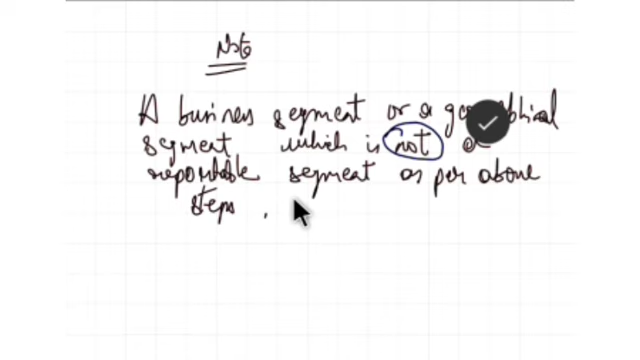 Note
A business segment or a
segment which is not a
reportable segment as per above
steps,